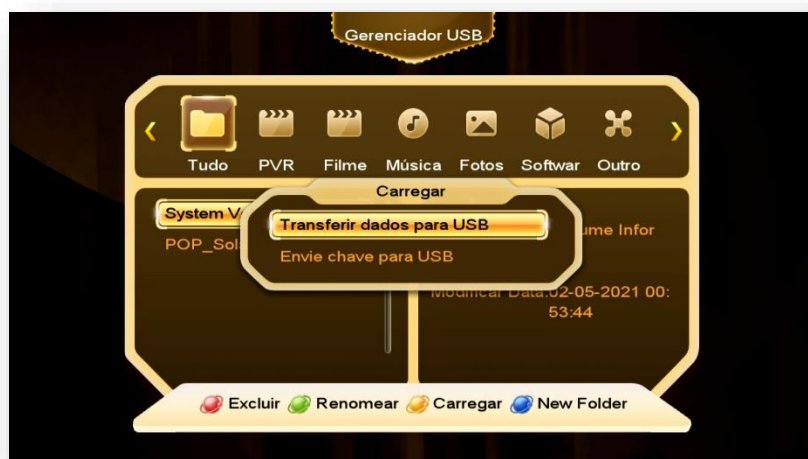 Gerenciador USB
Tudo PVR Filme Música Fotos Softwar Outro
Carregar
System V
Transferir dados para USB
ume Infor
POP_Sol
Envie chave para USB
Modificar Data:02-05-2021 00:
53:44
Excluir Renomear Carregar New Folder